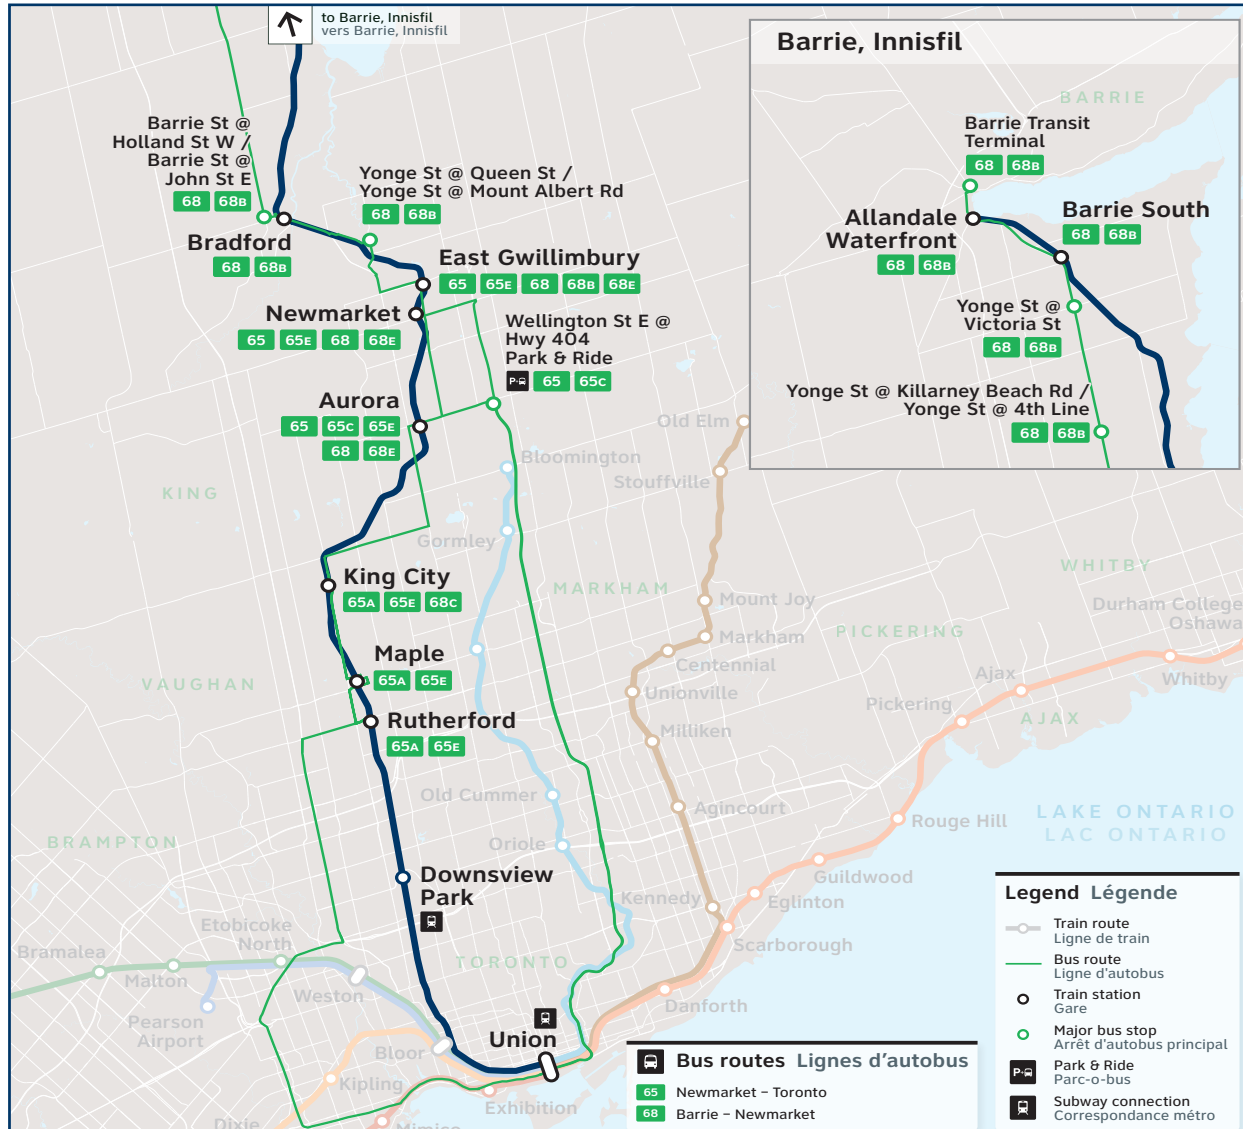 to Barrie, Innisfil
vers Barrie, Innisfil
Barrie, Innisfil
BARRIE
Barrie Transit
Terminal
68 68B
Allandale
Waterfront
68 68B
Barrie South
68 68B
Yonge St @
Victoria St
68 68B
Yonge St @ Killarney Beach Rd /
Yonge St @ 4th Line
68 68B
Barrie St @
Holland St W /
Barrie St @
John St E
68 68B
Yonge St @ Queen St /
Yonge St @ Mount Albert Rd
68 68B
Bradford
68 68B
East Gwillimbury
65 65E 68 68B 68E
Newmarket
65 65E 68 68E
Wellington St E @
Hwy 404
Park & Ride
P 65 65C
Aurora
65 65C 65E
68 68E
Old Elm
Bloomington
Stouffville
KING
Gormley
King City
65A 65E 68C
MARKHAM
WHITBY
Mount Joy
Durham College
Oshawa
Markham
PICKERING
Centennial
Maple
65A 65E
VAUGHAN
Unionville
Ajax
Whitby
Pickering
AJAX
Rutherford
65A 65E
Milliken
Old Cummer
Agincourt
LAKE ONTARIO
LAC ONTARIO
Rouge Hill
BRAMPTON
Oriole
Downsview
Park
Guildwood
Kennedy
Eglinton
Etobicoke
North
Scarborough
Bramalea
TORONTO
Malton
Weston
Danforth
Pearson
Airport
Union
Bloor
Kipling
Exhibition
Dixie
Mimico
Bus routes Lignes d'autobus
65 Newmarket – Toronto
68 Barrie – Newmarket
Legend Légende
Train route
Ligne de train
Bus route
Ligne d'autobus
Train station
Gare
Major bus stop
Arrêt d'autobus principal
P Park & Ride
Parc-o-bus
Subway connection
Correspondance métro